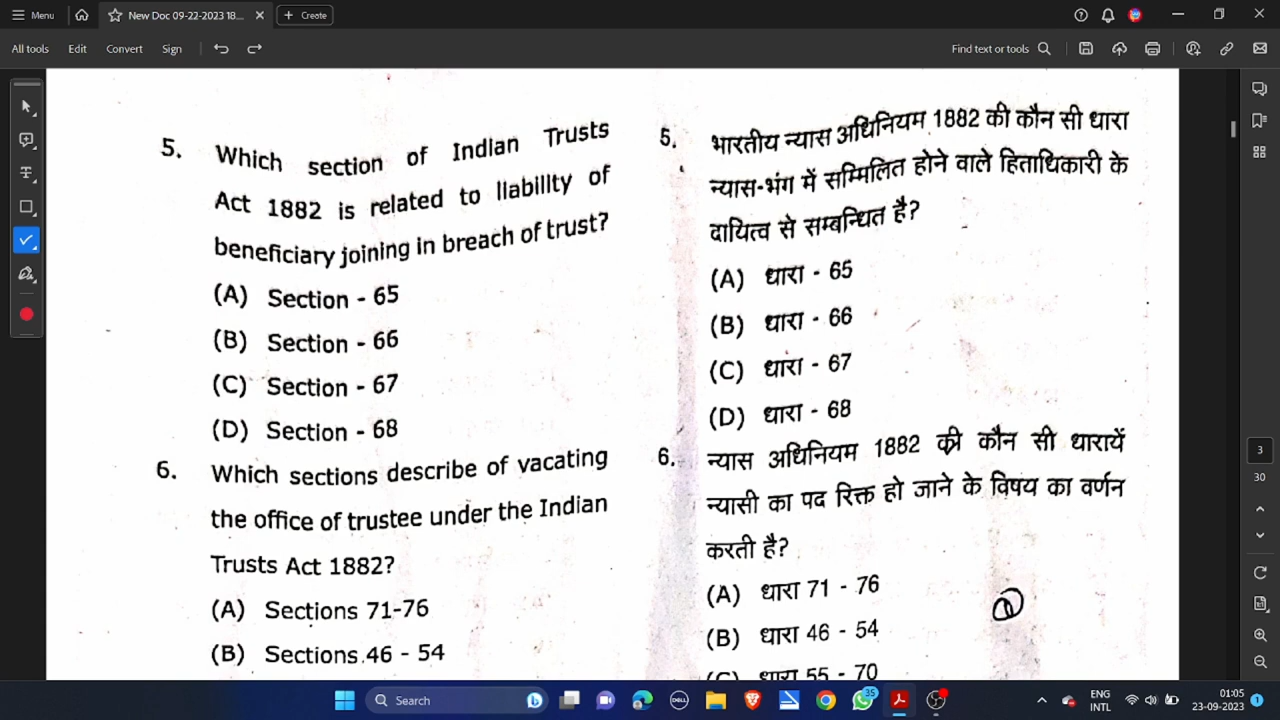 Menu
New Doc 09-22-2023 18...
Create
All tools
Edit
Convert
Sign
Find text or tools
5. Which section of Indian Trusts
Act 1882 is related to liability of
beneficiary joining in breach of trust?
(A) Section - 65
(B) Section - 66
(C) Section - 67
(D) Section - 68
6. Which sections describe of vacating
the office of trustee under the Indian
Trusts Act 1882?
(A) Sections 71-76
(B) Sections 46 - 54
5. भारतीय न्यास अधिनियम 1882 की कौन सी धारा
न्यास-भंग में सम्मिलित होने वाले हिताधिकारी के
दायित्व से सम्बन्धित है?
(A) धारा - 65
(B) धारा - 66
(C) धारा - 67
(D) धारा - 68
6. न्यास अधिनियम 1882 की कौन सी धारायें
न्यासी का पद रिक्त हो जाने के विषय का वर्णन
करती है?
(A) धारा 71 - 76
(B) धारा 46 - 54
(C) धारा 55 - 70
3
30
Search
DELL
35
ENG
INTL
01:05
23-09-2023
1